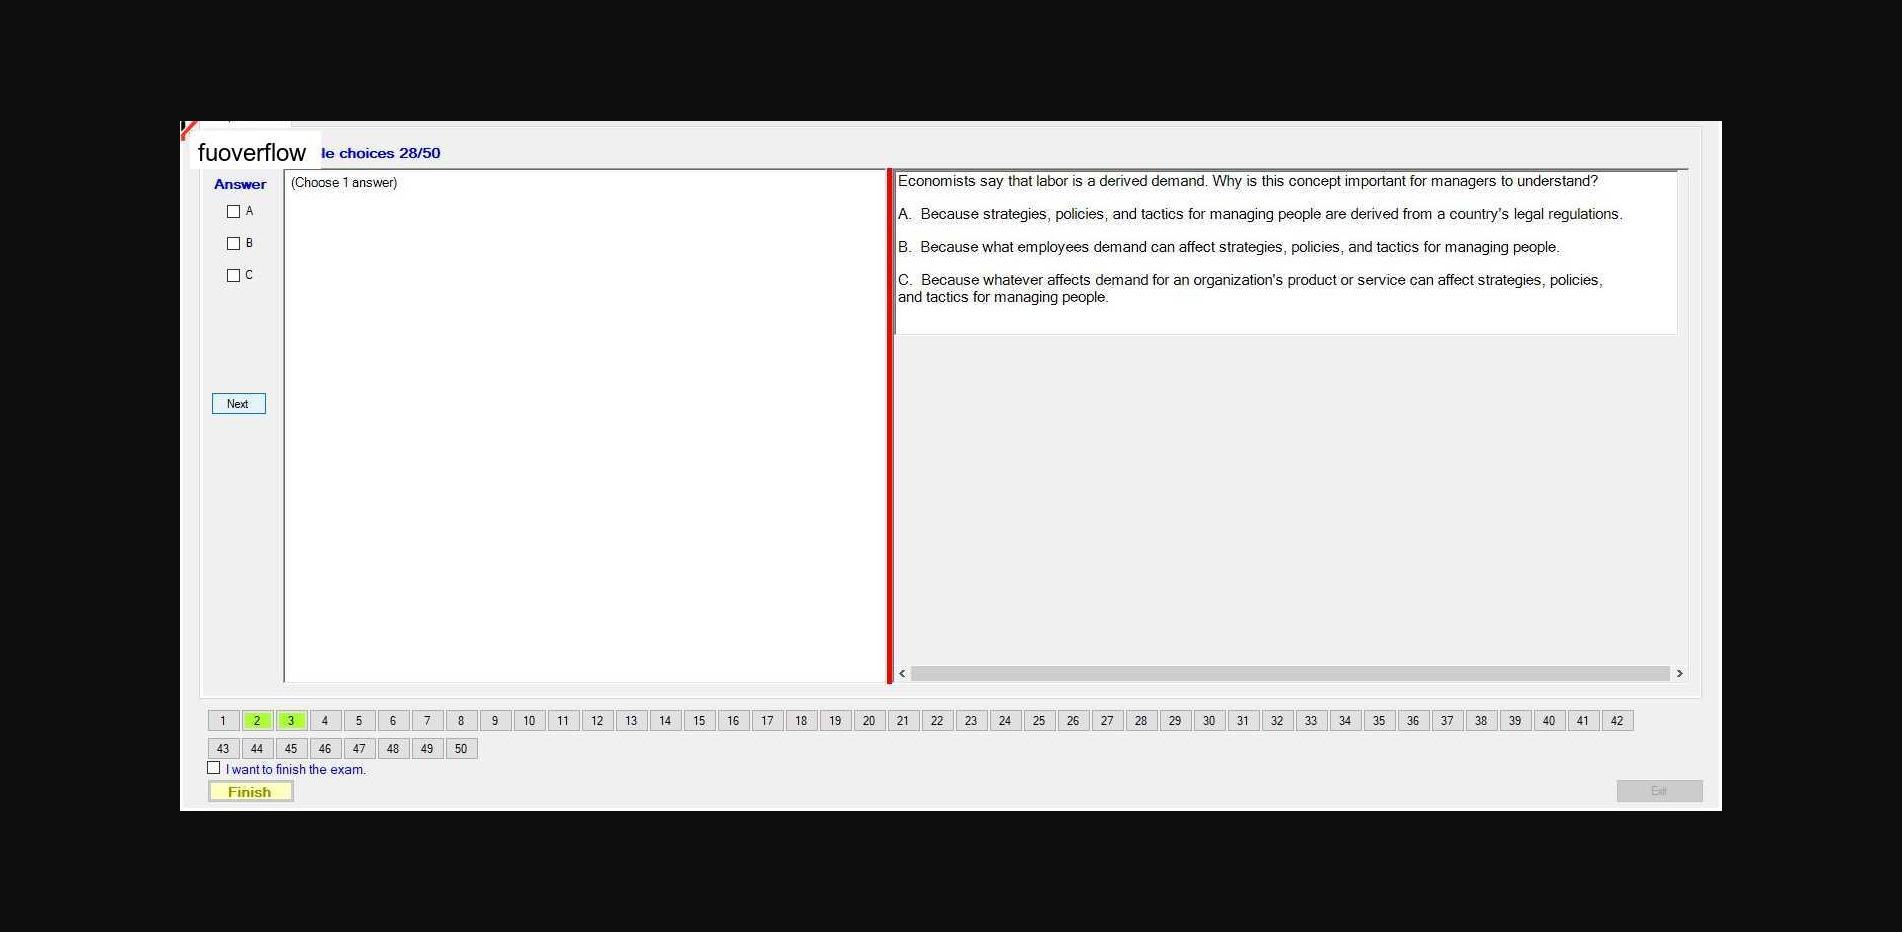 fuoverflow
le choices 28/50
Answer
(Choose 1 answer)
A
B
C
Next
Economists say that labor is a derived demand. Why is this concept important for managers to understand?
A. Because strategies, policies, and tactics for managing people are derived from a country's legal regulations.
B. Because what employees demand can affect strategies, policies, and tactics for managing people.
C. Because whatever affects demand for an organization's product or service can affect strategies, policies,
and tactics for managing people.
1 2 3 4 5 6 7 8 9 10 11 12 13 14 15 16 17 18 19 20 21 22 23 24 25 26 27 28 29 30 31 32 33 34 35 36 37 38 39 40 41 42
43 44 45 46 47 48 49 50
I want to finish the exam.
Finish
Exit